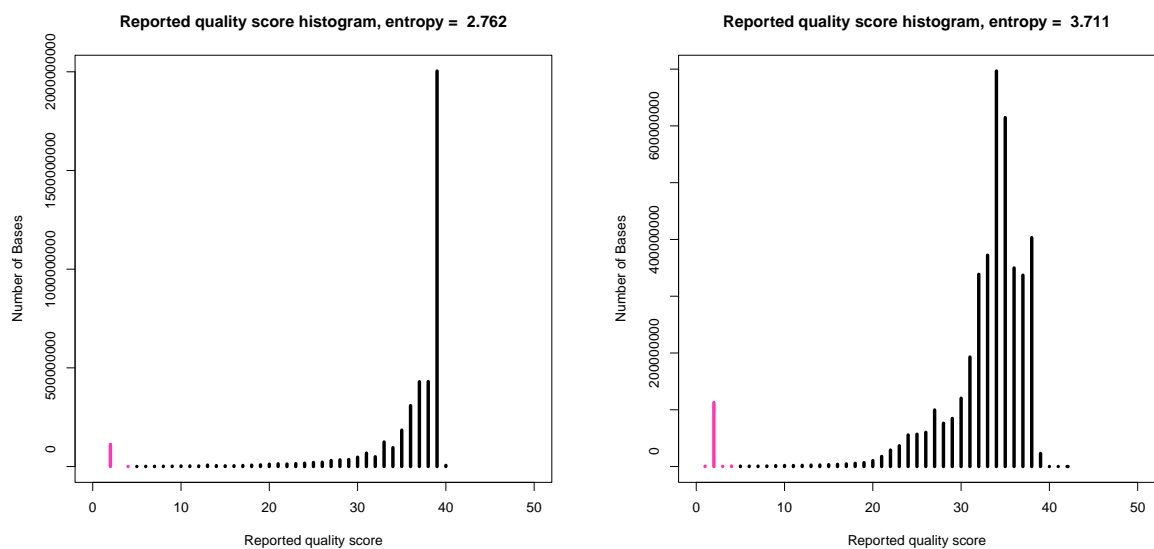 Reported quality score histogram, entropy =  2.762
Number of Bases
2000000000
1500000000
1000000000
500000000
0
0 10 20 30 40 50
Reported quality score
Reported quality score histogram, entropy =  3.711
Number of Bases
600000000
400000000
200000000
0
0 10 20 30 40 50
Reported quality score